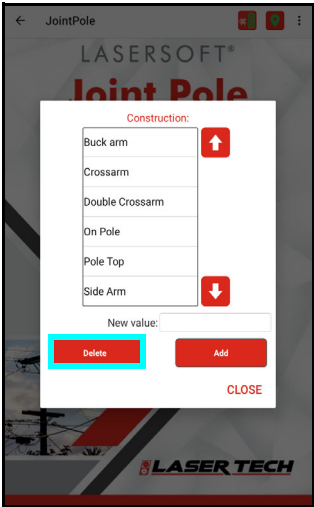 JointPole
LASERSOFT®
Joint Pole
Construction:
Buck arm
Crossarm
Double Crossarm
On Pole
Pole Top
Side Arm
New value:
Delete
Add
CLOSE
LASER TECH